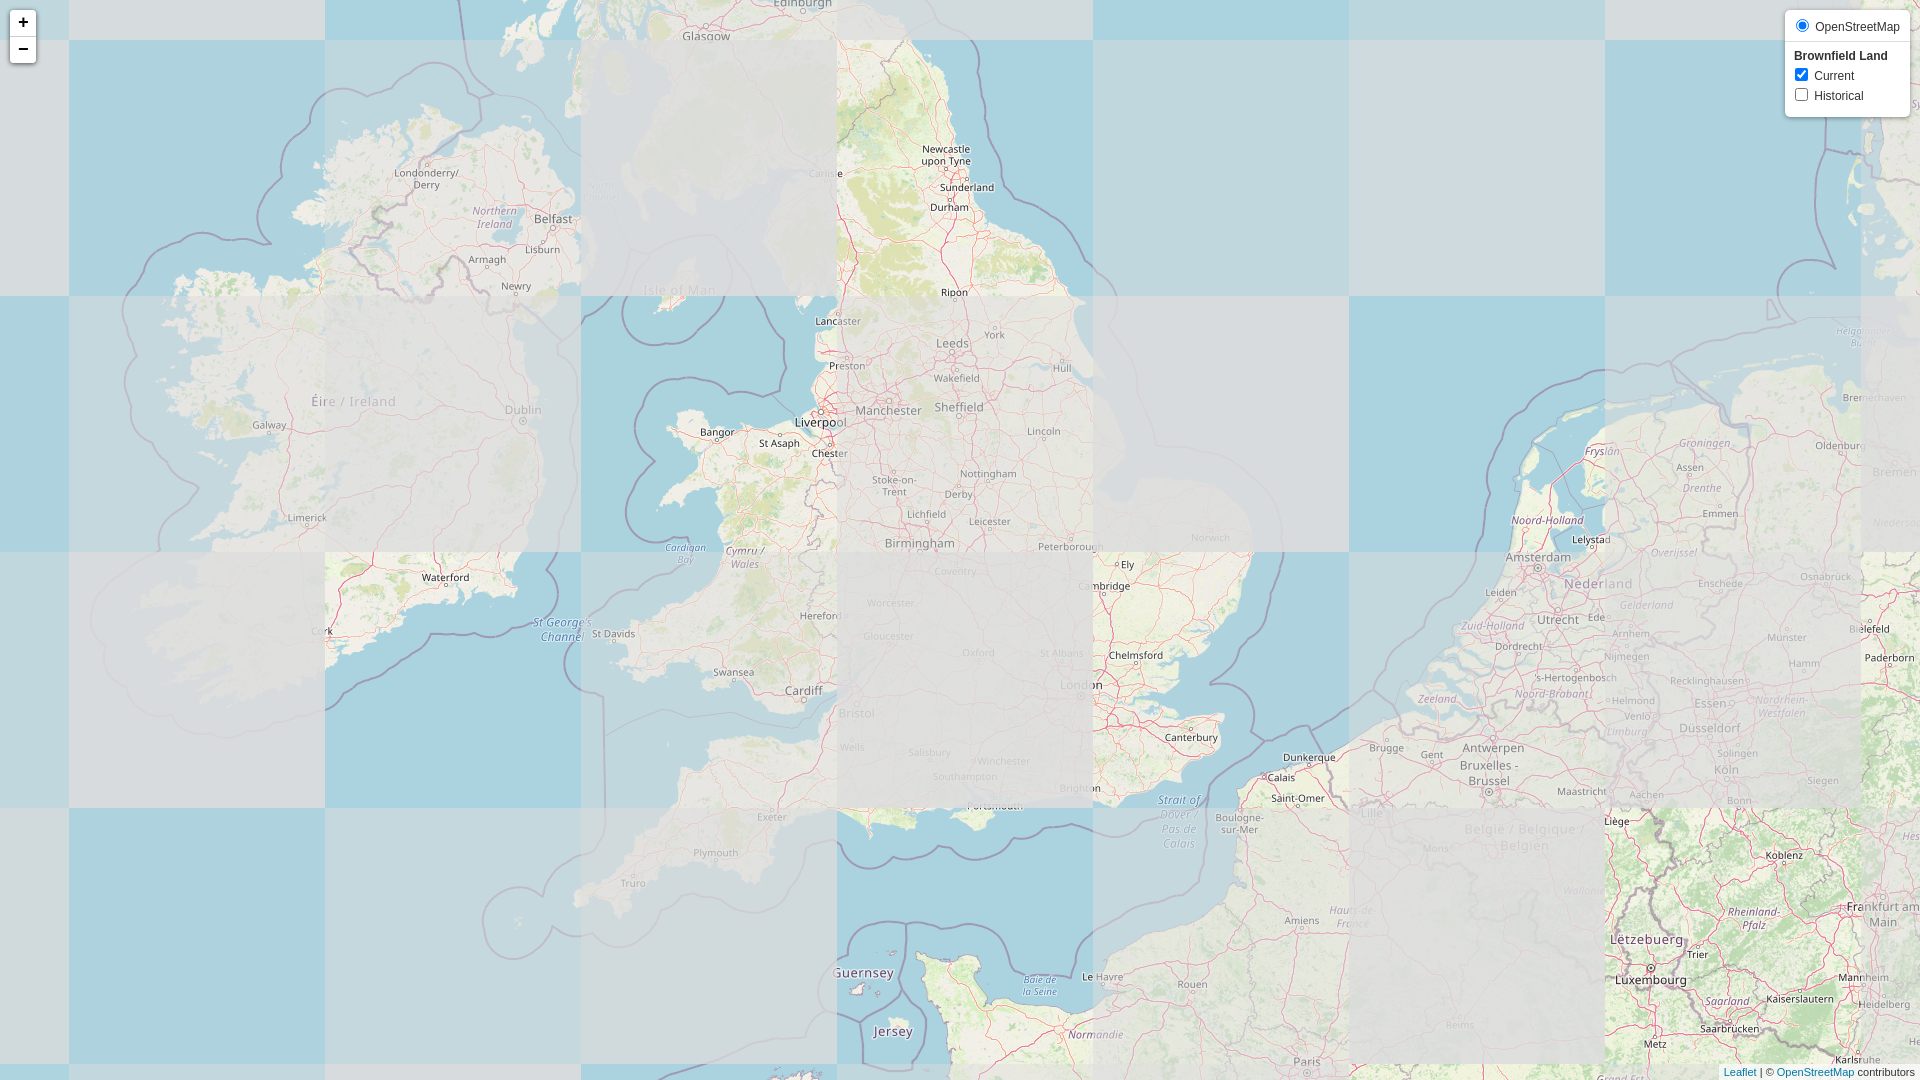 +
−
OpenStreetMap
Brownfield Land
Current
Historical
Edinburgh
Glasgow
Newcastle
upon Tyne
Carlisle
Londonderry/
Derry
Sunderland
Durham
Northern
Ireland
Belfast
Lisburn
Armagh
Newry
Isle of Man
Ripon
Lancaster
York
Leeds
Preston
Hull
Wakefield
Éire / Ireland
Dublin
Manchester
Sheffield
Galway
Liverpool
Bangor
St Asaph
Lincoln
Chester
Bremerhaven
Groningen
Oldenburg
Fryslân
Assen
Bremen
Nottingham
Stoke-on-
Trent
Derby
Drenthe
Limerick
Lichfield
Leicester
Emmen
Noord-Holland
Norwich
Lelystad
Birmingham
Peterborough
Cardigan
Bay
Cymru /
Wales
Overijssel
Amsterdam
Ely
Coventry
Waterford
Cambridge
Nederland
Enschede
Osnabrück
Leiden
Worcester
Gelderland
Hereford
Utrecht
Ede
Cork
St George's
Channel
St Davids
Gloucester
Zuid-Holland
Arnhem
Münster
Bielefeld
Dordrecht
Nijmegen
Oxford
St Albans
Chelmsford
Paderborn
Hamm
Swansea
Cardiff
London
's-Hertogenbosch
Recklinghausen
Noord-Brabant
Zeeland
Helmond
Essen
Nordrhein-
Westfalen
Bristol
Venlo
Canterbury
Limburg
Düsseldorf
Wells
Salisbury
Winchester
Southampton
Dunkerque
Brugge
Gent
Antwerpen
Solingen
Bruxelles -
Brussel
Köln
Calais
Siegen
Brighton
Maastricht
Aachen
Bonn
Saint-Omer
Strait of
Dover /
Pas de
Calais
Portsmouth
Exeter
Boulogne-
sur-Mer
Lille
Liège
België / Belgique /
Belgien
Mons
Plymouth
Koblenz
Truro
Amiens
Hauts-de-
France
Rheinland-
Pfalz
Frankfurt am
Main
Lëtzebuerg
Trier
Guernsey
Baie de
la Seine
Le Havre
Rouen
Luxembourg
Mannheim
Kaiserslautern
Saarland
Heidelberg
Jersey
Normandie
Reims
Saarbrücken
Metz
Paris
Karlsruhe
Leaflet | © OpenStreetMap contributors